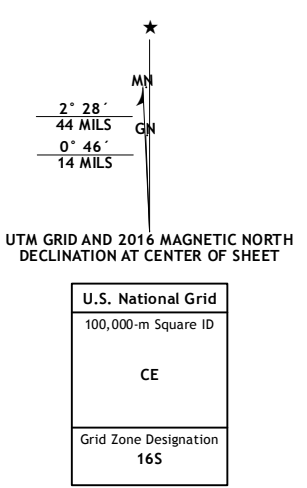 MN
2° 28´
44 MILS
GN
0° 46´
14 MILS
UTM GRID AND 2016 MAGNETIC NORTH
DECLINATION AT CENTER OF SHEET
U.S. National Grid
100,000-m Square ID
CE
Grid Zone Designation
16S